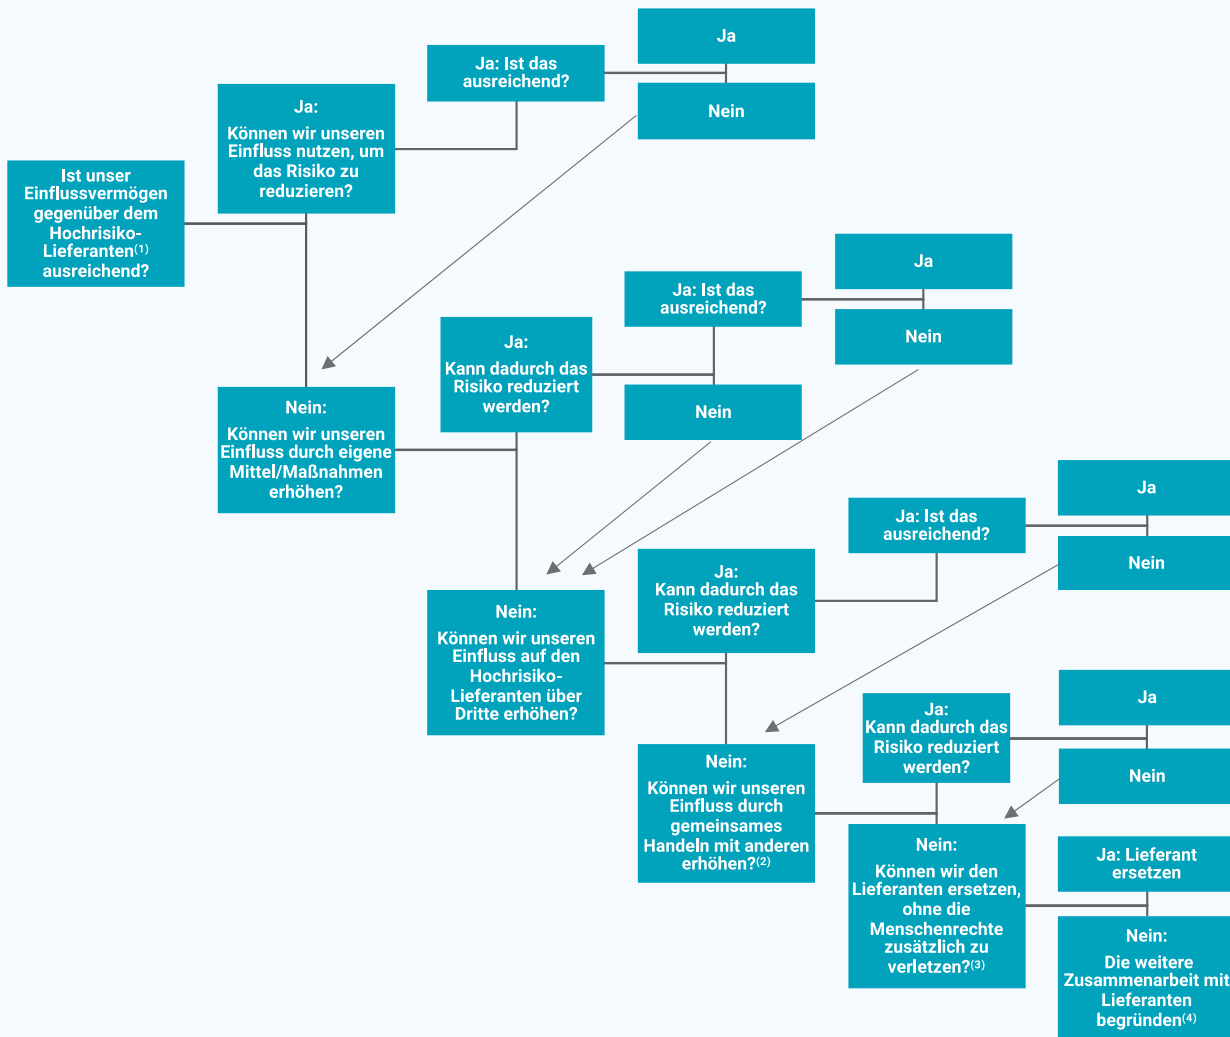 Ja
Ja: Ist das
ausreichend?
Nein
Ja:
Können wir unseren
Einfluss nutzen, um
das Risiko zu
reduzieren?
Ist unser
Einflussvermögen
gegenüber dem
Hochrisiko-
Lieferanten(1)
ausreichend?
Ja
Ja: Ist das
ausreichend?
Nein
Ja:
Kann dadurch das
Risiko reduziert
werden?
Nein
Nein:
Können wir unseren
Einfluss durch eigene
Mittel/Maßnahmen
erhöhen?
Ja
Ja: Ist das
ausreichend?
Nein
Ja:
Kann dadurch das
Risiko reduziert
werden?
Nein:
Können wir unseren
Einfluss auf den
Hochrisiko-
Lieferanten über
Dritte erhöhen?
Ja
Ja:
Kann dadurch das
Risiko reduziert
werden?
Nein
Nein:
Können wir unseren
Einfluss durch
gemeinsames
Handeln mit anderen
erhöhen?(2)
Nein:
Können wir den
Lieferanten ersetzen,
ohne die
Menschenrechte
zusätzlich zu
verletzen?(3)
Ja: Lieferant
ersetzen
Nein:
Die weitere
Zusammenarbeit mit
Lieferanten
begründen(4)